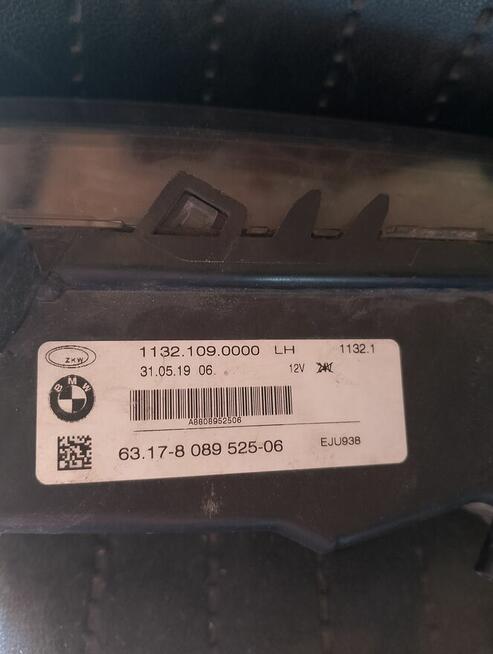 1132.109.0000 LH 1132.1
ZKW
31.05.19 06. 12V
BMW
A8808952506
63.17-8 089 525-06 EJU938